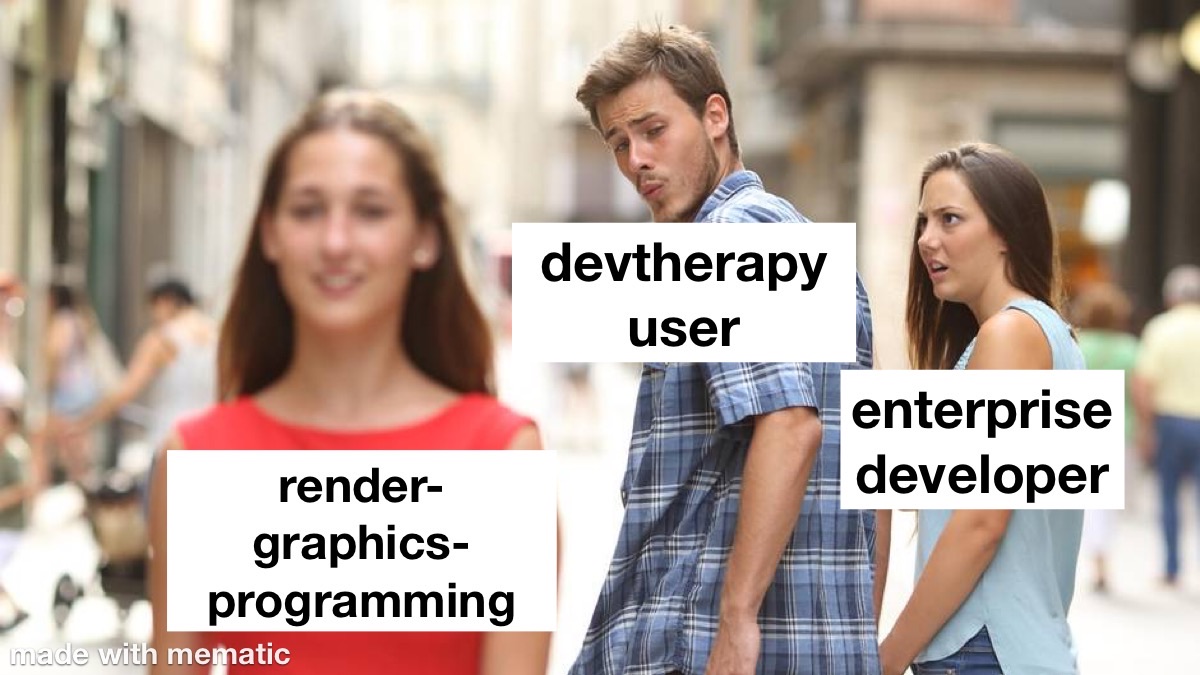 devtherapy
user
enterprise
developer
render-
graphics-
programming
made with mematic